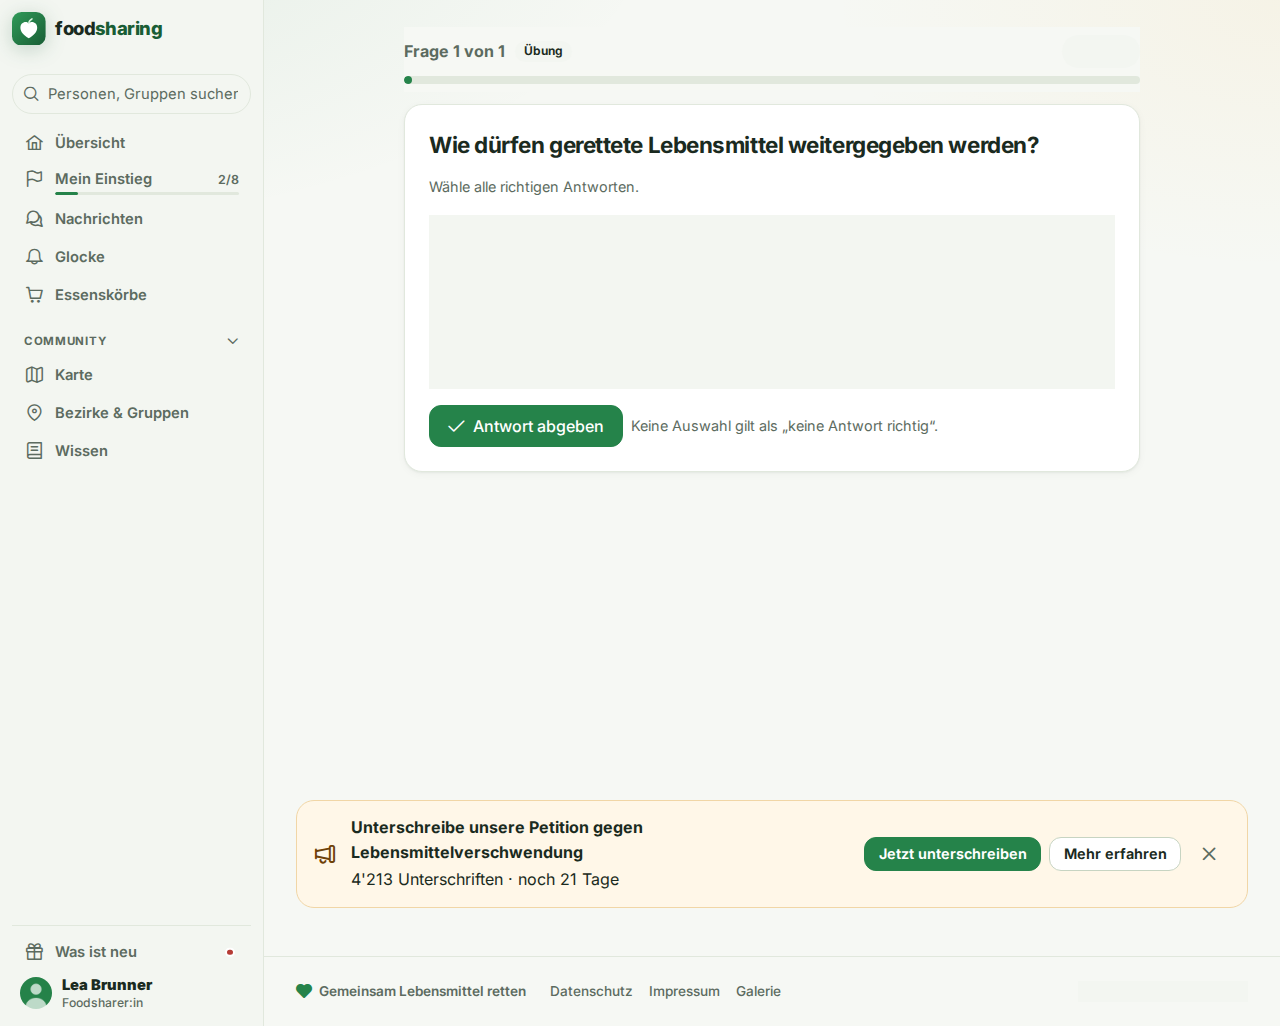 foodsharing
Personen, Gruppen sucher
Übersicht
Mein Einstieg 2/8
Nachrichten
Glocke
Essenskörbe
COMMUNITY
Karte
Bezirke & Gruppen
Wissen
Was ist neu
Lea Brunner
Foodsharer:in
Frage 1 von 1 Übung
Wie dürfen gerettete Lebensmittel weitergegeben werden?
Wähle alle richtigen Antworten.
Antwort abgeben Keine Auswahl gilt als „keine Antwort richtig“.
Unterschreibe unsere Petition gegen
Lebensmittelverschwendung
4'213 Unterschriften · noch 21 Tage
Jetzt unterschreiben Mehr erfahren
Gemeinsam Lebensmittel retten Datenschutz Impressum Galerie